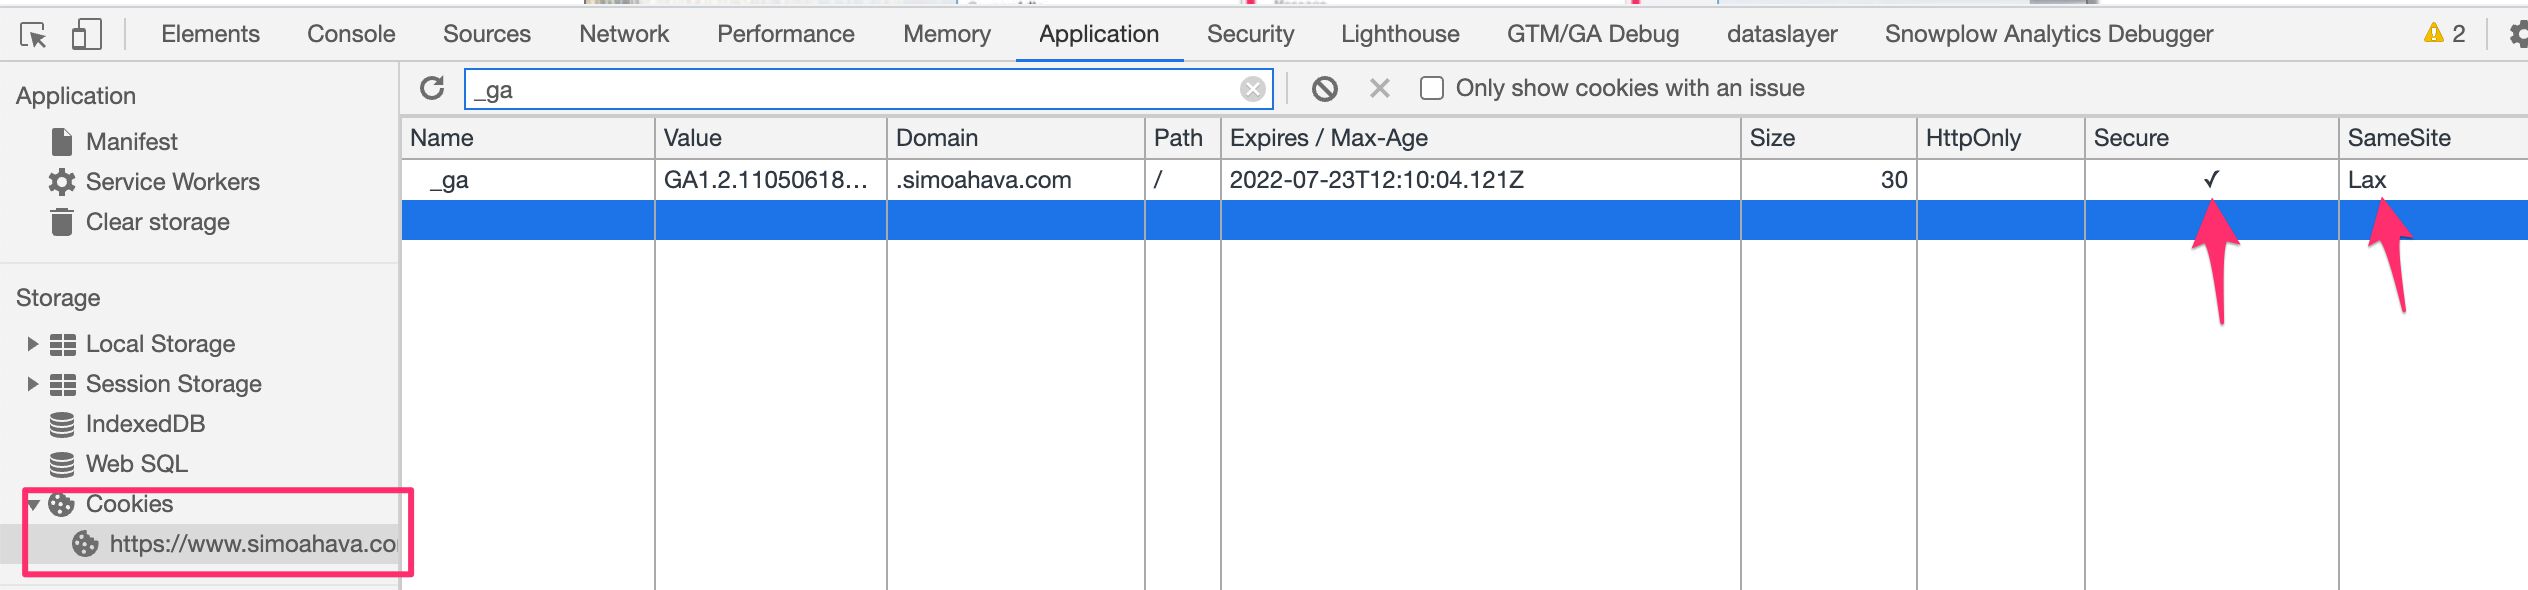 Elements Console Sources Network Performance Memory Application Security Lighthouse GTM/GA Debug dataslayer Snowplow Analytics Debugger 2
Application
Manifest
Service Workers
Clear storage
Storage
Local Storage
Session Storage
IndexedDB
Web SQL
Cookies
https://www.simoahava.co
_ga Only show cookies with an issue
Name Value Domain Path Expires / Max-Age Size HttpOnly Secure SameSite
_ga GA1.2.11050618... .simoahava.com / 2022-07-23T12:10:04.121Z 30 ✓ Lax